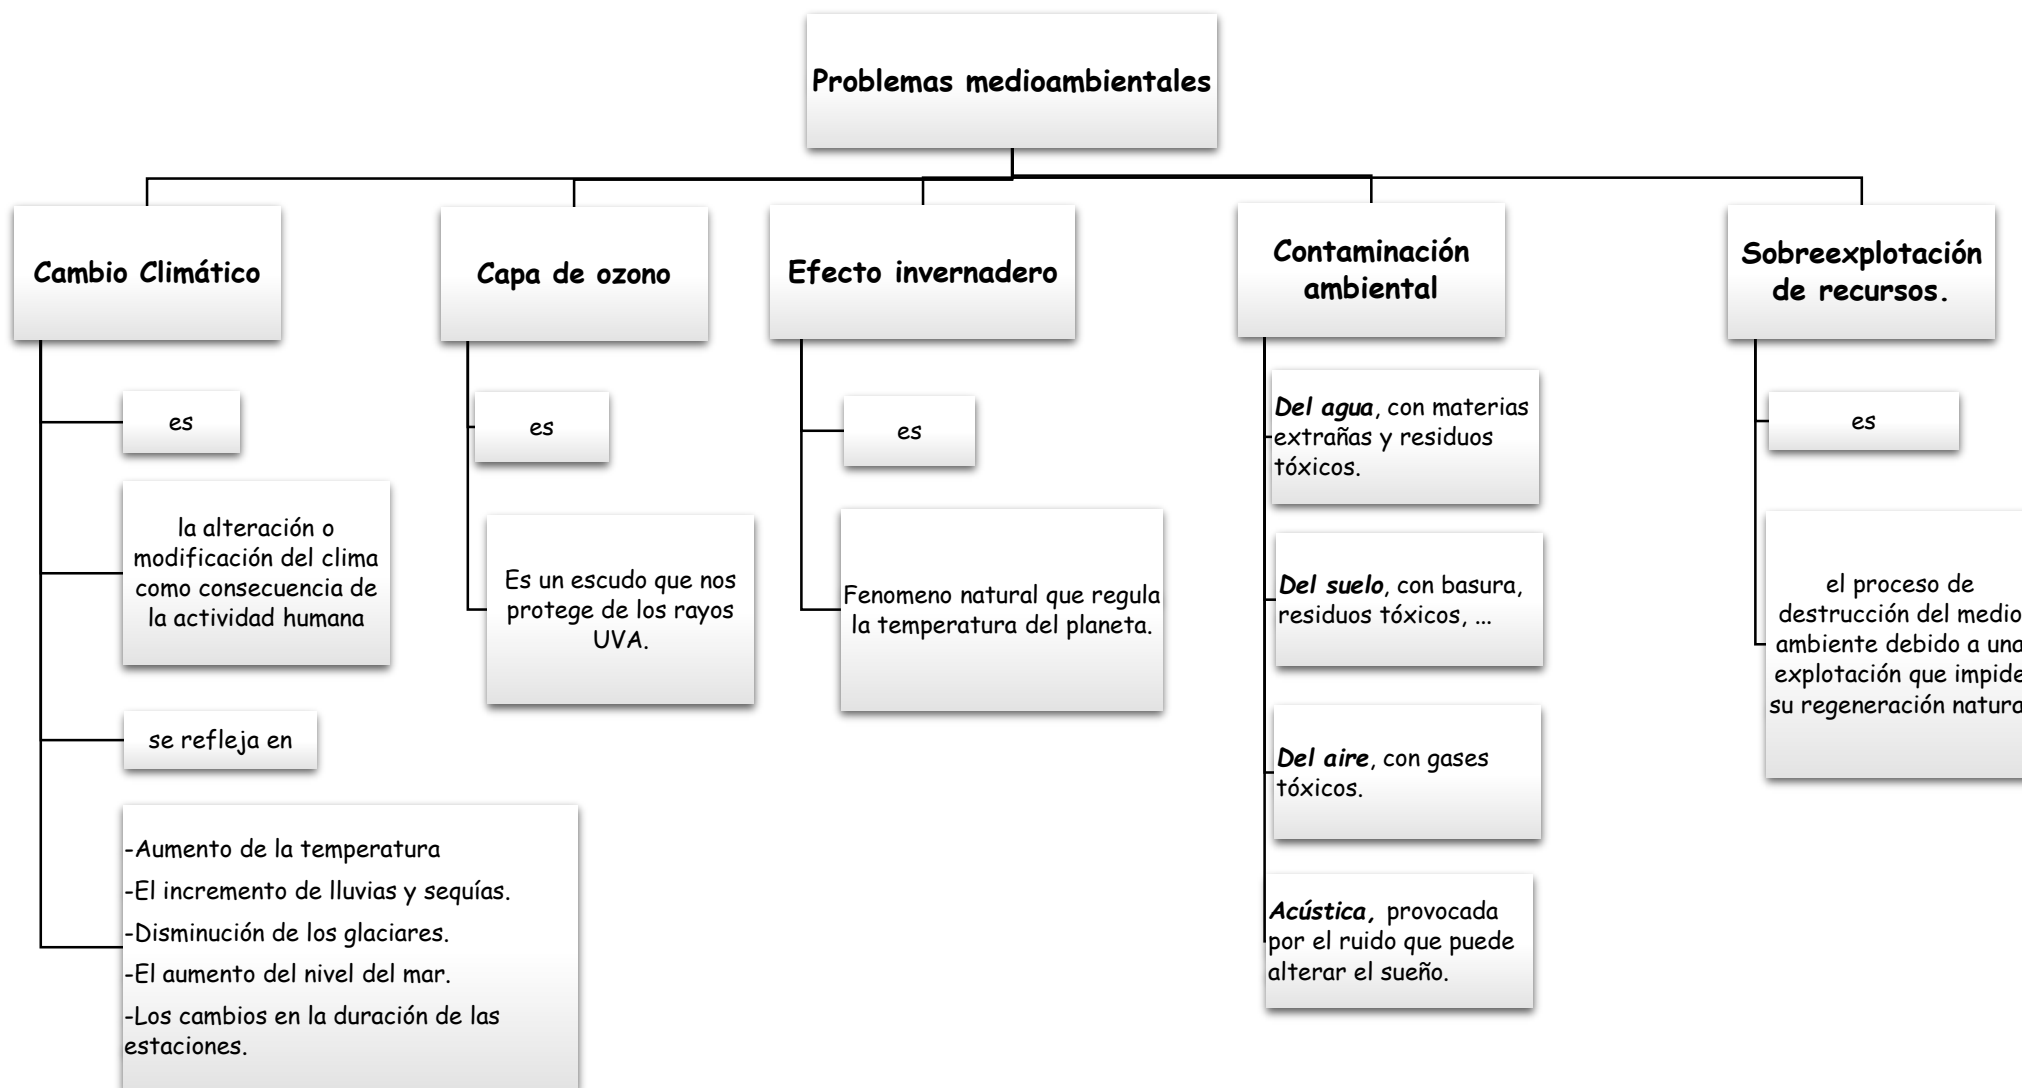 Problemas medioambientales
Cambio Climático
es
la alteración o
modificación del clima
como consecuencia de
la actividad humana
se refleja en
-Aumento de la temperatura
-El incremento de lluvias y sequías.
-Disminución de los glaciares.
-El aumento del nivel del mar.
-Los cambios en la duración de las
estaciones.
Capa de ozono
es
Es un escudo que nos
protege de los rayos
UVA.
Efecto invernadero
es
Fenomeno natural que regula
la temperatura del planeta.
Contaminación
ambiental
Del agua, con materias
extrañas y residuos
tóxicos.
Del suelo, con basura,
residuos tóxicos, ...
Del aire, con gases
tóxicos.
Acústica, provocada
por el ruido que puede
alterar el sueño.
Sobreexplotación
de recursos.
es
el proceso de
destrucción del medio
ambiente debido a una
explotación que impide
su regeneración natura